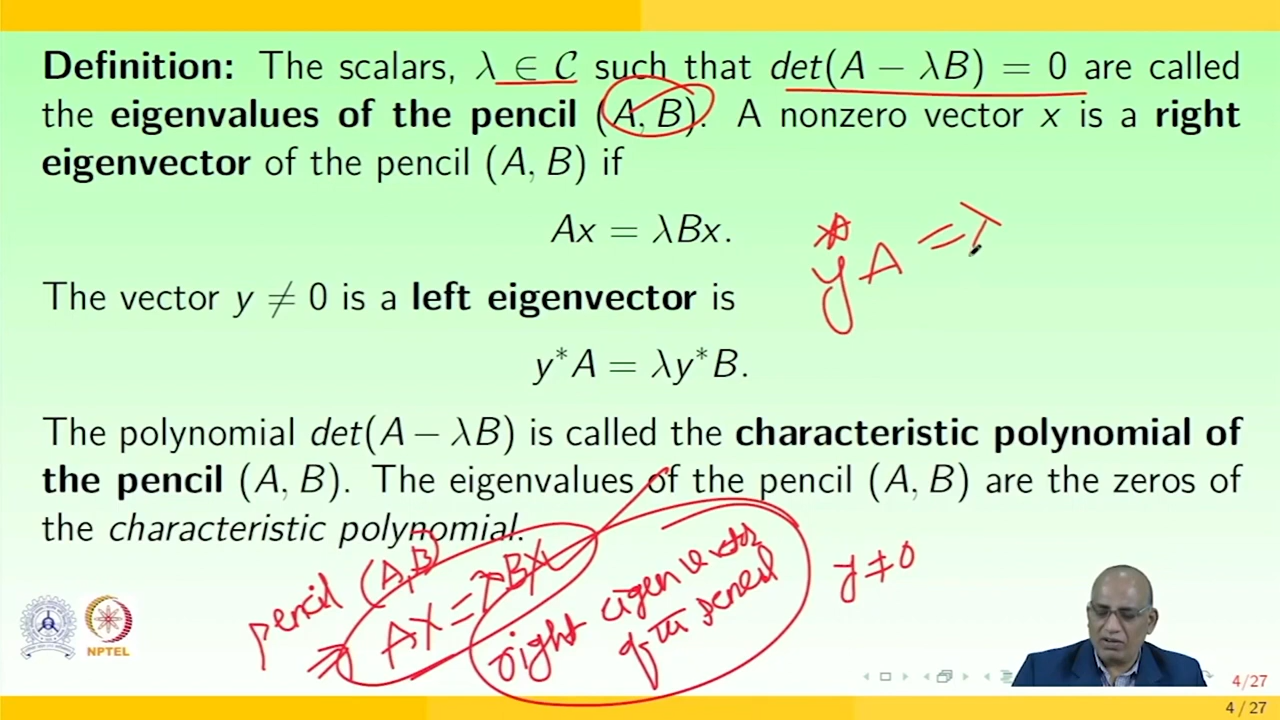 Definition: The scalars, λ ∈ C such that det(A − λB) = 0 are called
the eigenvalues of the pencil (A, B). A nonzero vector x is a right
eigenvector of the pencil (A, B) if
Ax = λBx.
y* A = λ
The vector y ≠ 0 is a left eigenvector is
y*A = λy*B.
The polynomial det(A − λB) is called the characteristic polynomial of
the pencil (A, B). The eigenvalues of the pencil (A, B) are the zeros of
the characteristic polynomial.
pencil (A,B)
⇒ AX = λBX
right eigenvector
of the pencil
y ≠ 0
NPTEL
4/27
4 / 27